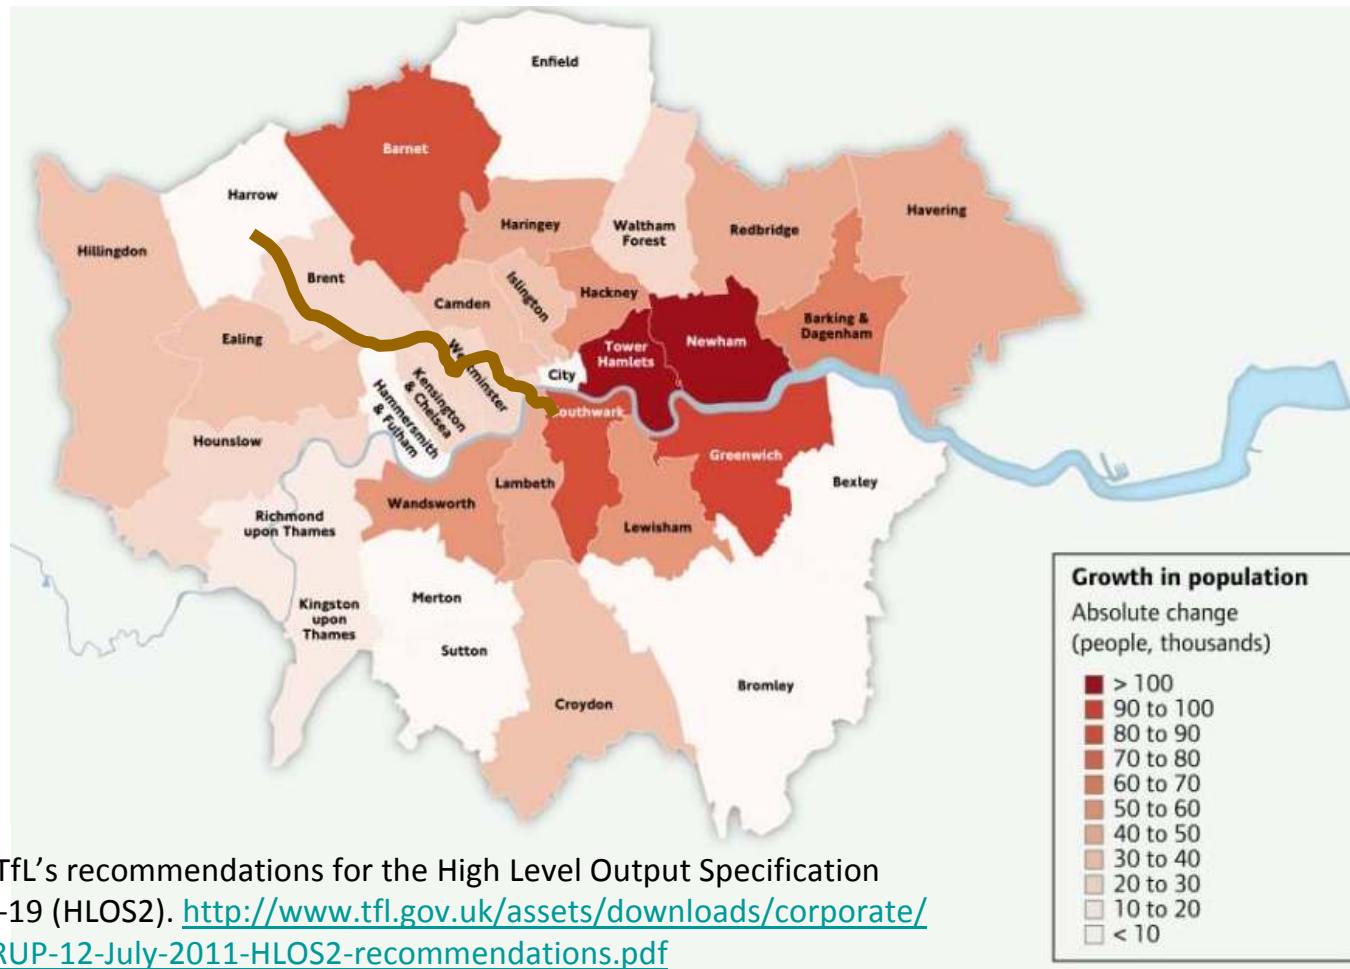 Enfield
Barnet
Harrow
Haringey
Waltham
Forest
Redbridge
Havering
Hillingdon
Brent
Camden
Islington
Hackney
Barking &
Dagenham
Ealing
Tower
Hamlets
Newham
City
Westminster
Kensington
& Chelsea
Hammersmith
& Fulham
Southwark
Hounslow
Greenwich
Lambeth
Bexley
Wandsworth
Richmond
upon Thames
Lewisham
Kingston
upon
Thames
Merton
Sutton
Bromley
Croydon
Growth in population
Absolute change
(people, thousands)
> 100
90 to 100
80 to 90
70 to 80
60 to 70
50 to 60
40 to 50
30 to 40
20 to 30
10 to 20
< 10
TfL’s recommendations for the High Level Output Specification
-19 (HLOS2). http://www.tfl.gov.uk/assets/downloads/corporate/
RUP-12-July-2011-HLOS2-recommendations.pdf